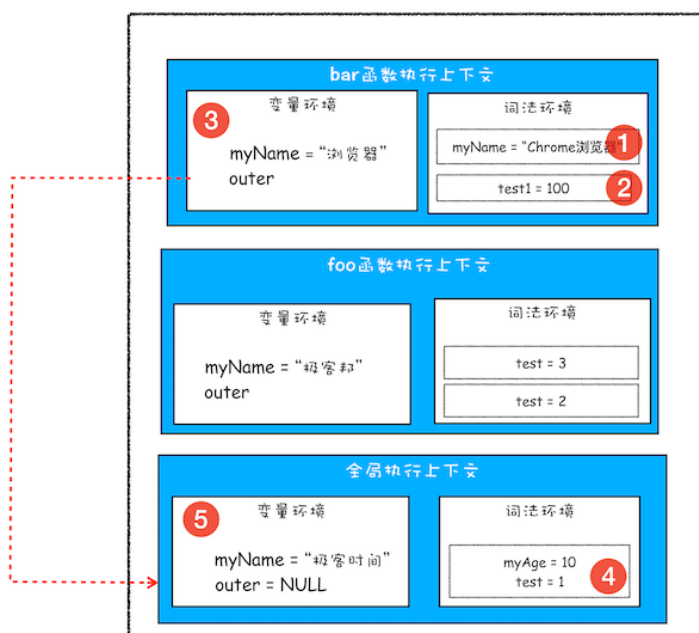 bar函数执行上下文
变量环境
3
myName = “浏览器”
outer
词法环境
myName = “Chrome浏览器”
1
test1 = 100
2
foo函数执行上下文
变量环境
myName = “极客邦”
outer
词法环境
test = 3
test = 2
全局执行上下文
变量环境
5
myName = “极客时间”
outer = NULL
词法环境
myAge = 10
test = 1
4